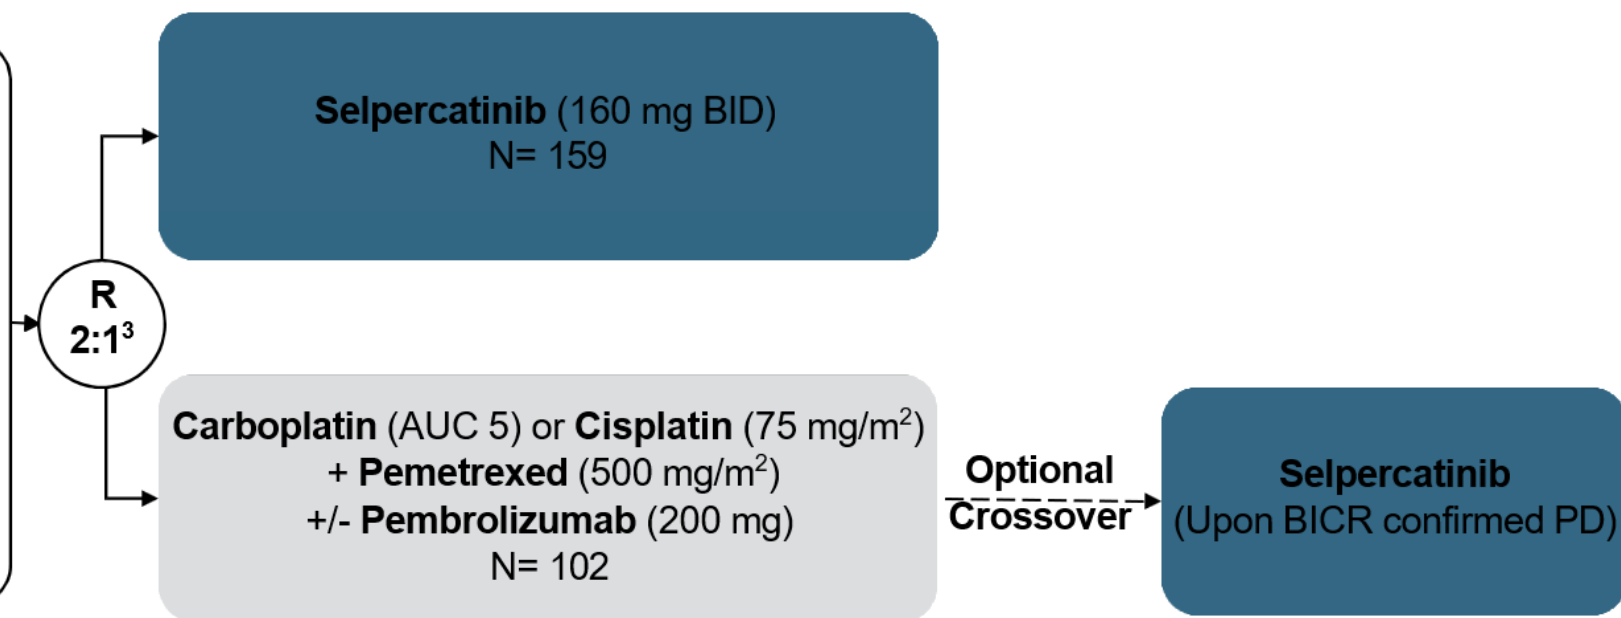 Selpercatinib (160 mg BID)
N= 159
R
2:1³
Carboplatin (AUC 5) or Cisplatin (75 mg/m²)
+ Pemetrexed (500 mg/m²)
+/- Pembrolizumab (200 mg)
N= 102
Optional
Crossover
Selpercatinib
(Upon BICR confirmed PD)